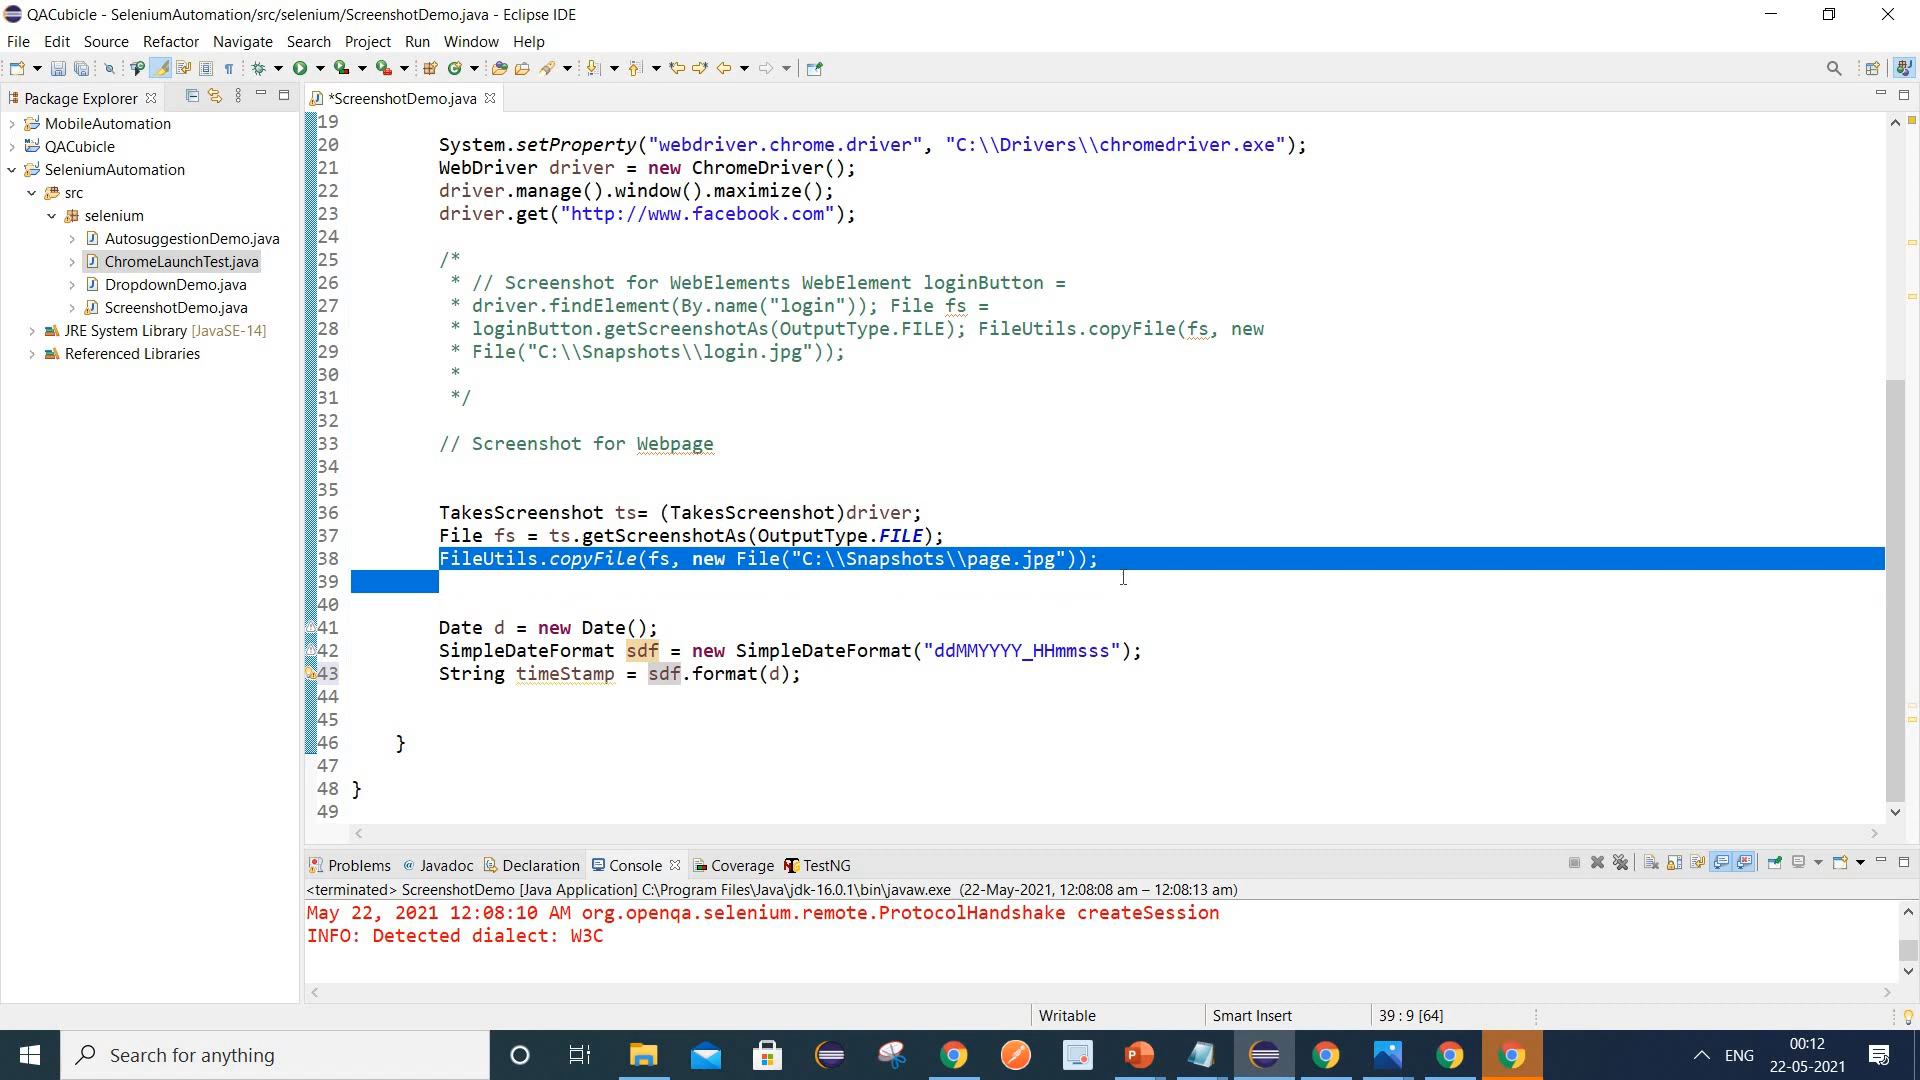 QACubicle - SeleniumAutomation/src/selenium/ScreenshotDemo.java - Eclipse IDE
File Edit Source Refactor Navigate Search Project Run Window Help
Package Explorer
*ScreenshotDemo.java
MobileAutomation
QACubicle
SeleniumAutomation
src
selenium
AutosuggestionDemo.java
ChromeLaunchTest.java
DropdownDemo.java
ScreenshotDemo.java
JRE System Library [JavaSE-14]
Referenced Libraries
19
20 System.setProperty("webdriver.chrome.driver", "C:\\Drivers\\chromedriver.exe");
21 WebDriver driver = new ChromeDriver();
22 driver.manage().window().maximize();
23 driver.get("http://www.facebook.com");
24
25 /*
26 * // Screenshot for WebElements WebElement loginButton =
27 * driver.findElement(By.name("login")); File fs =
28 * loginButton.getScreenshotAs(OutputType.FILE); FileUtils.copyFile(fs, new
29 * File("C:\\Snapshots\\login.jpg"));
30 *
31 */
32
33 // Screenshot for Webpage
34
35
36 TakesScreenshot ts= (TakesScreenshot)driver;
37 File fs = ts.getScreenshotAs(OutputType.FILE);
38 FileUtils.copyFile(fs, new File("C:\\Snapshots\\page.jpg"));
39
40
41 Date d = new Date();
42 SimpleDateFormat sdf = new SimpleDateFormat("ddMMYYYY_HHmmsss");
43 String timeStamp = sdf.format(d);
44
45
46 }
47
48 }
49
Problems @ Javadoc Declaration Console Coverage TestNG
<terminated> ScreenshotDemo [Java Application] C:\Program Files\Java\jdk-16.0.1\bin\javaw.exe (22-May-2021, 12:08:08 am – 12:08:13 am)
May 22, 2021 12:08:10 AM org.openqa.selenium.remote.ProtocolHandshake createSession
INFO: Detected dialect: W3C
Writable Smart Insert 39 : 9 [64]
Search for anything
ENG
00:12
22-05-2021